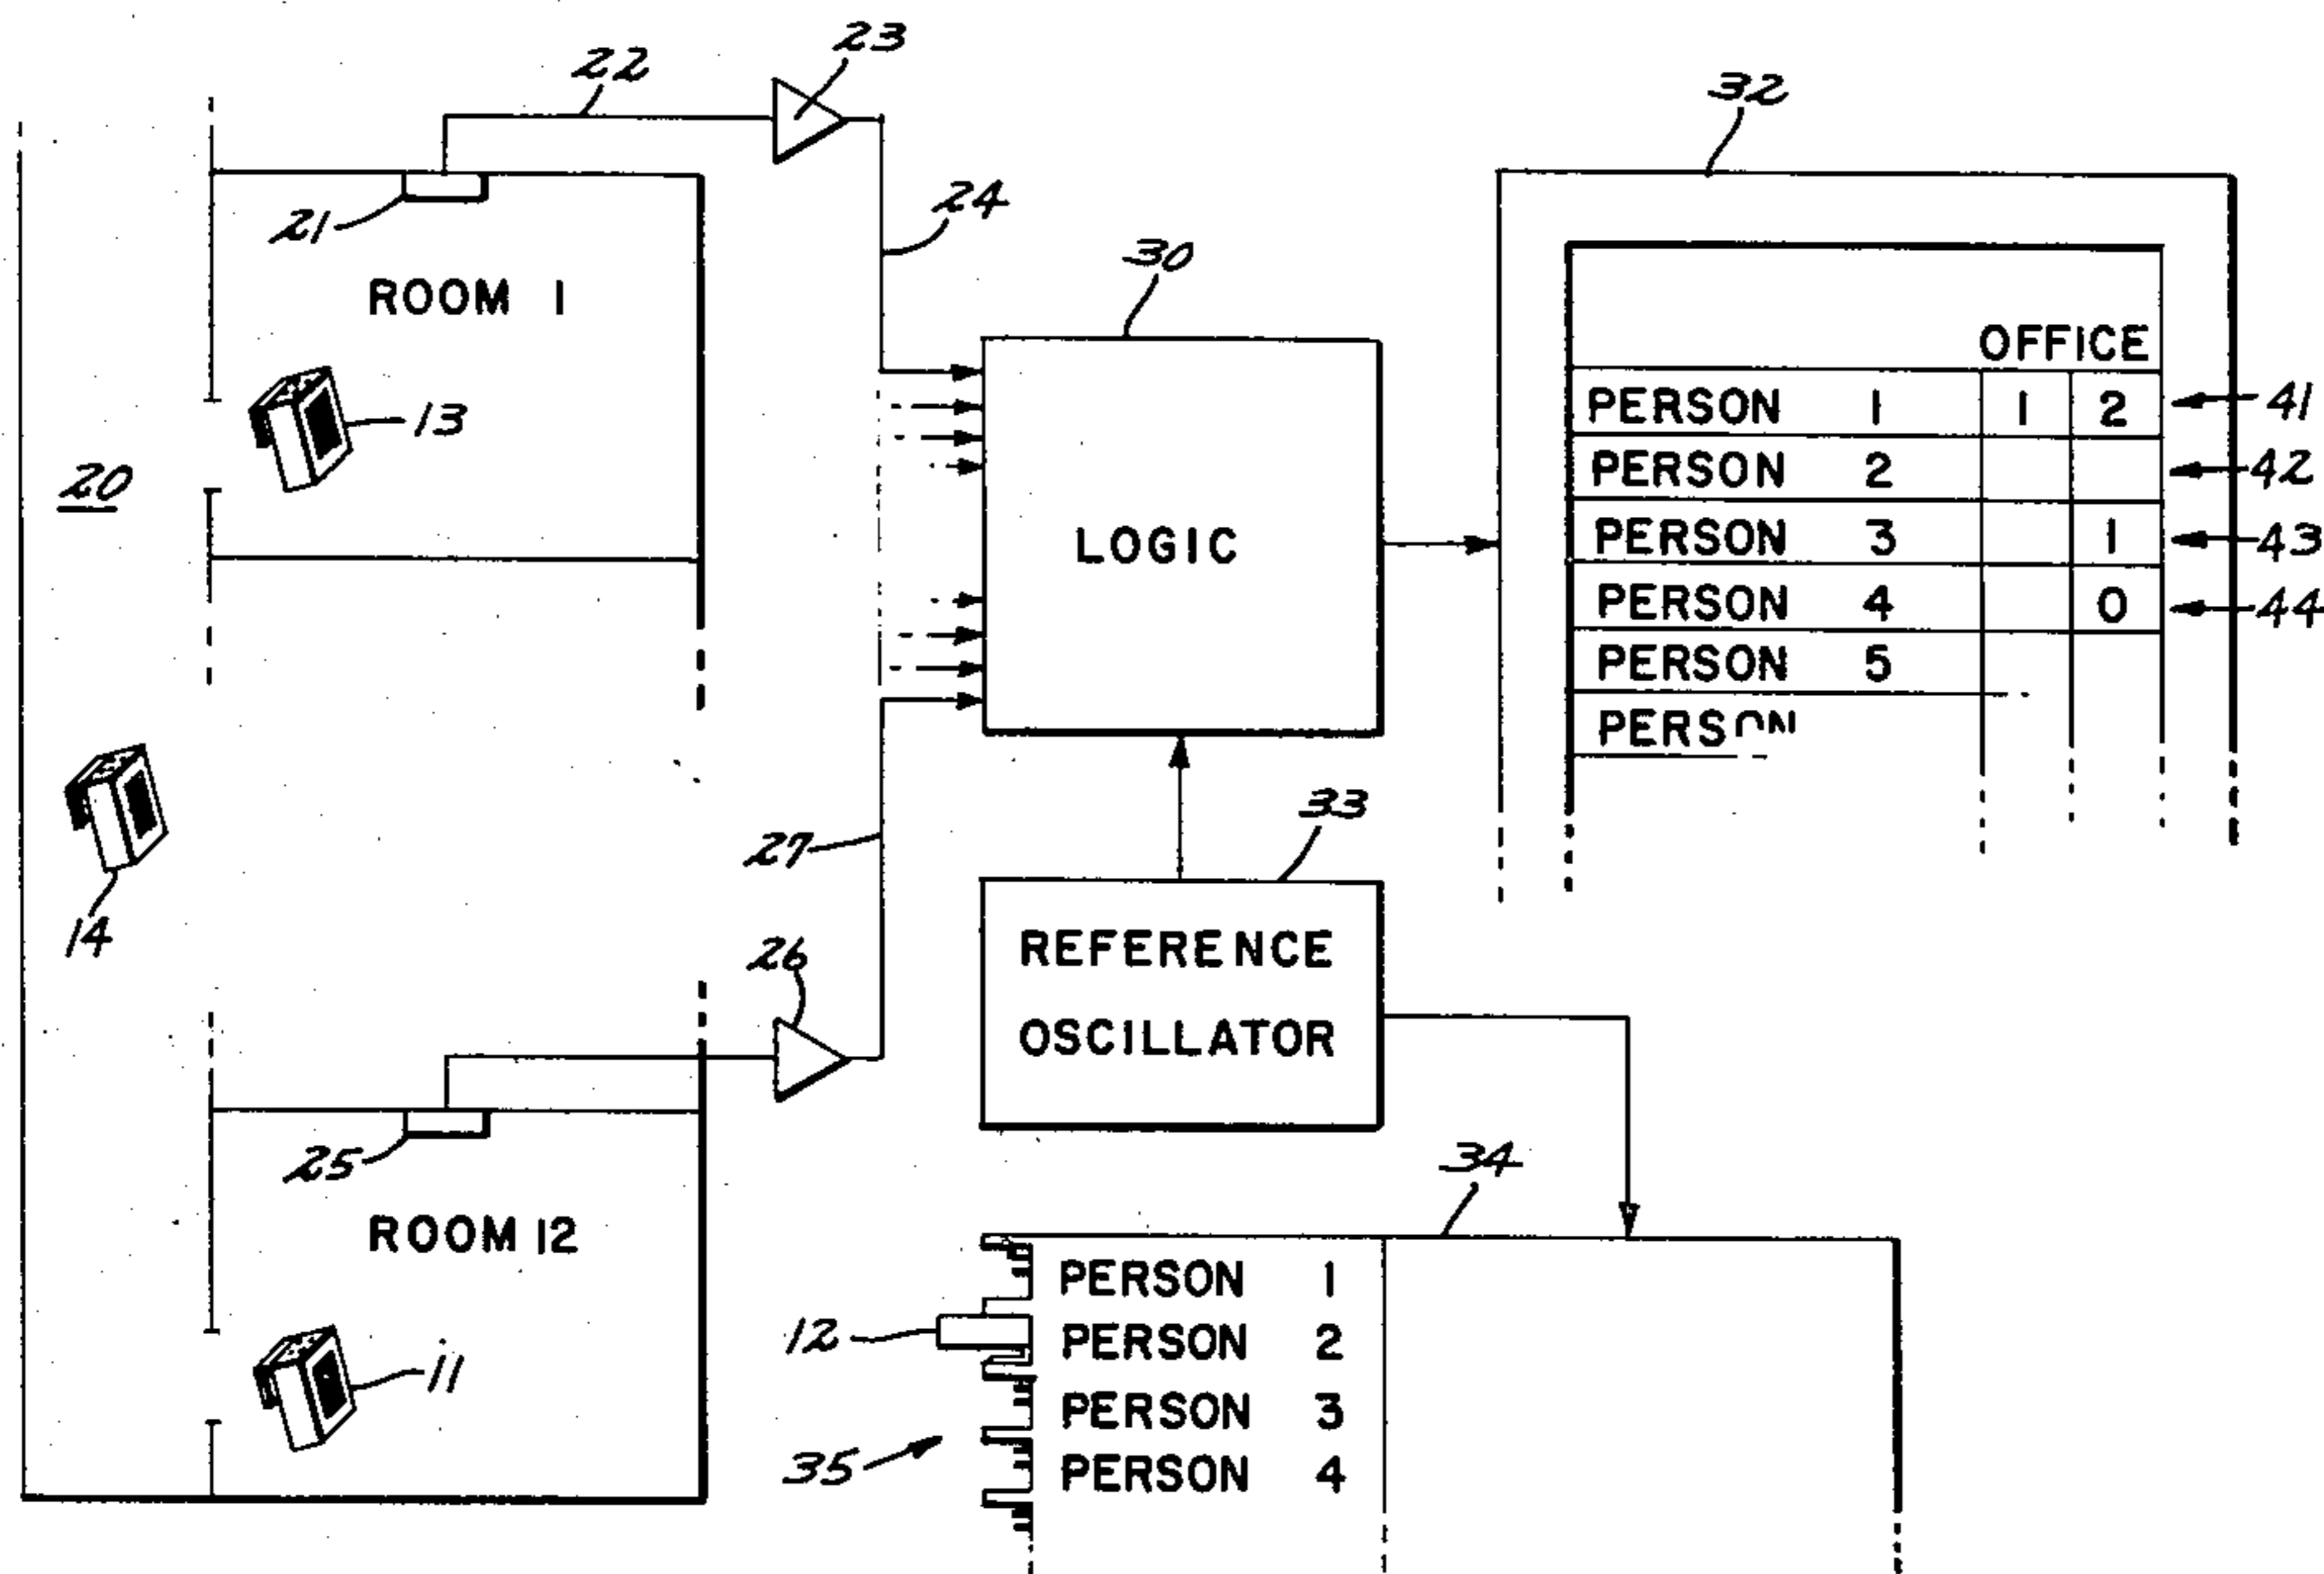 23
22
32
24
21
30
ROOM 1
OFFICE
PERSON 1 1 2
41
13
PERSON 2
42
20
LOGIC
PERSON 3 1
43
PERSON 4 0
44
PERSON 5
PERSON
33
27
14
26
REFERENCE
OSCILLATOR
25
34
ROOM 12
PERSON 1
12
PERSON 2
11
PERSON 3
35
PERSON 4